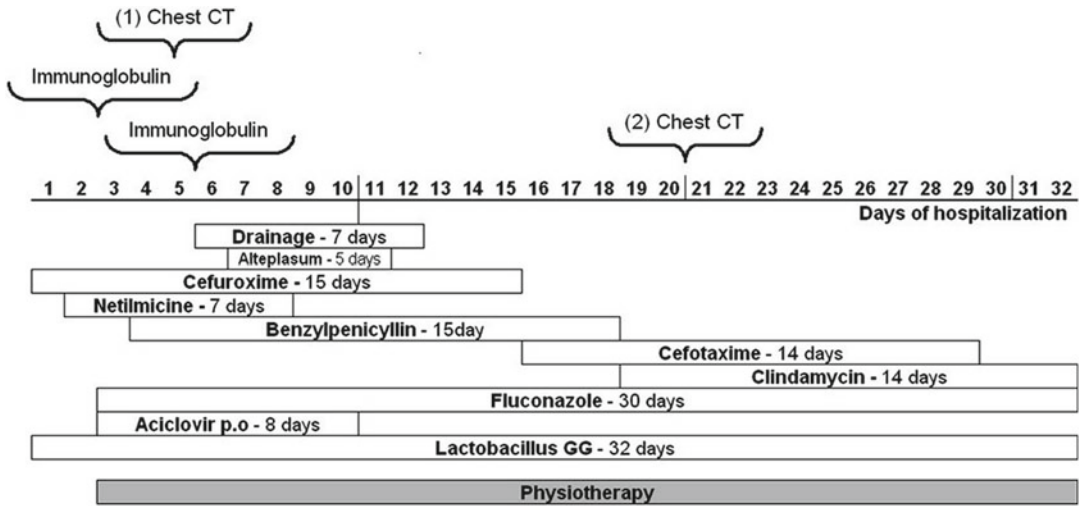 (1) Chest CT
Immunoglobulin
Immunoglobulin
(2) Chest CT
1 2 3 4 5 6 7 8 9 10 11 12 13 14 15 16 17 18 19 20 21 22 23 24 25 26 27 28 29 30 31 32
Days of hospitalization
Drainage - 7 days
Alteplasum - 5 days
Cefuroxime - 15 days
Netilmicine - 7 days
Benzylpenicyllin - 15day
Cefotaxime - 14 days
Clindamycin - 14 days
Fluconazole - 30 days
Aciclovir p.o - 8 days
Lactobacillus GG - 32 days
Physiotherapy